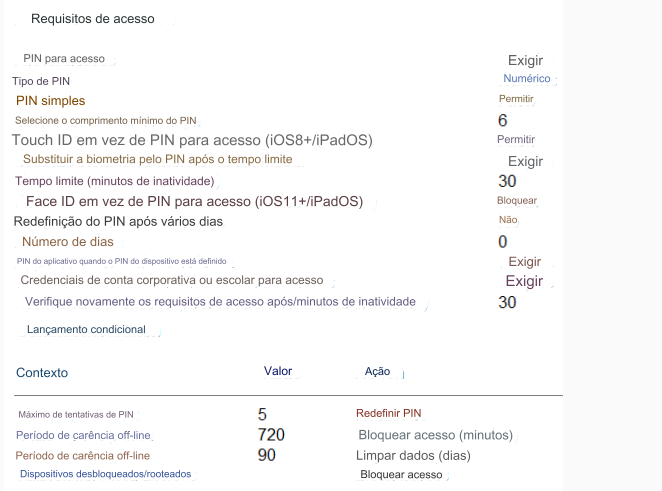 Requisitos de acesso
PIN para acesso Exigir
Tipo de PIN Numérico
PIN simples Permitir
Selecione o comprimento mínimo do PIN 6
Touch ID em vez de PIN para acesso (iOS8+/iPadOS) Permitir
Substituir a biometria pelo PIN após o tempo limite Exigir
Tempo limite (minutos de inatividade) 30
Face ID em vez de PIN para acesso (iOS11+/iPadOS) Bloquear
Redefinição do PIN após vários dias Não
Número de dias 0
PIN do aplicativo quando o PIN do dispositivo está definido Exigir
Credenciais de conta corporativa ou escolar para acesso Exigir
Verifique novamente os requisitos de acesso após/minutos de inatividade 30
Lançamento condicional
Contexto Valor Ação
Máximo de tentativas de PIN 5 Redefinir PIN
Período de carência off-line 720 Bloquear acesso (minutos)
Período de carência off-line 90 Limpar dados (dias)
Dispositivos desbloqueados/rooteados Bloquear acesso